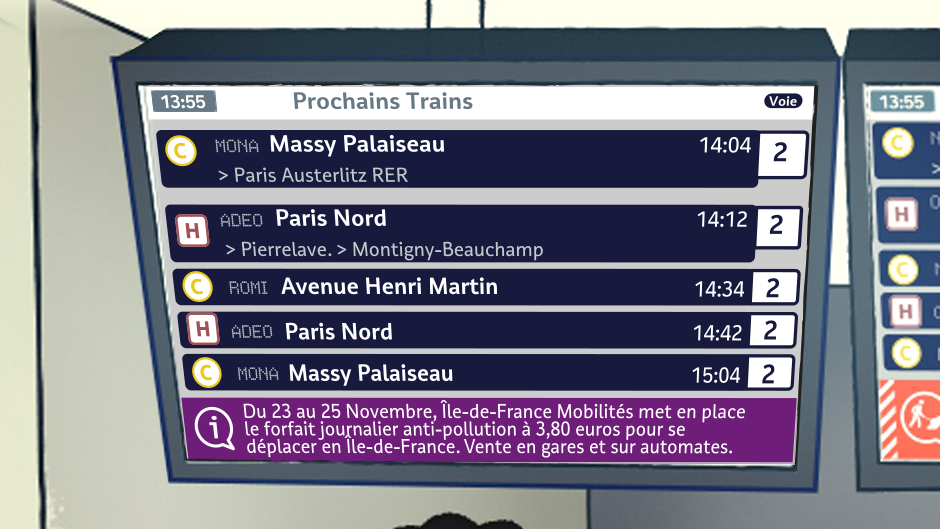 13:55 Prochains Trains Voie
C MONA Massy Palaiseau 14:04 2
> Paris Austerlitz RER
H ADEO Paris Nord 14:12 2
> Pierrelave. > Montigny-Beauchamp
C ROMI Avenue Henri Martin 14:34 2
H ADEO Paris Nord 14:42 2
C MONA Massy Palaiseau 15:04 2
i Du 23 au 25 Novembre, Île-de-France Mobilités met en place
le forfait journalier anti-pollution à 3,80 euros pour se
déplacer en Île-de-France. Vente en gares et sur automates.
13:55
C
>
H
C
H
C